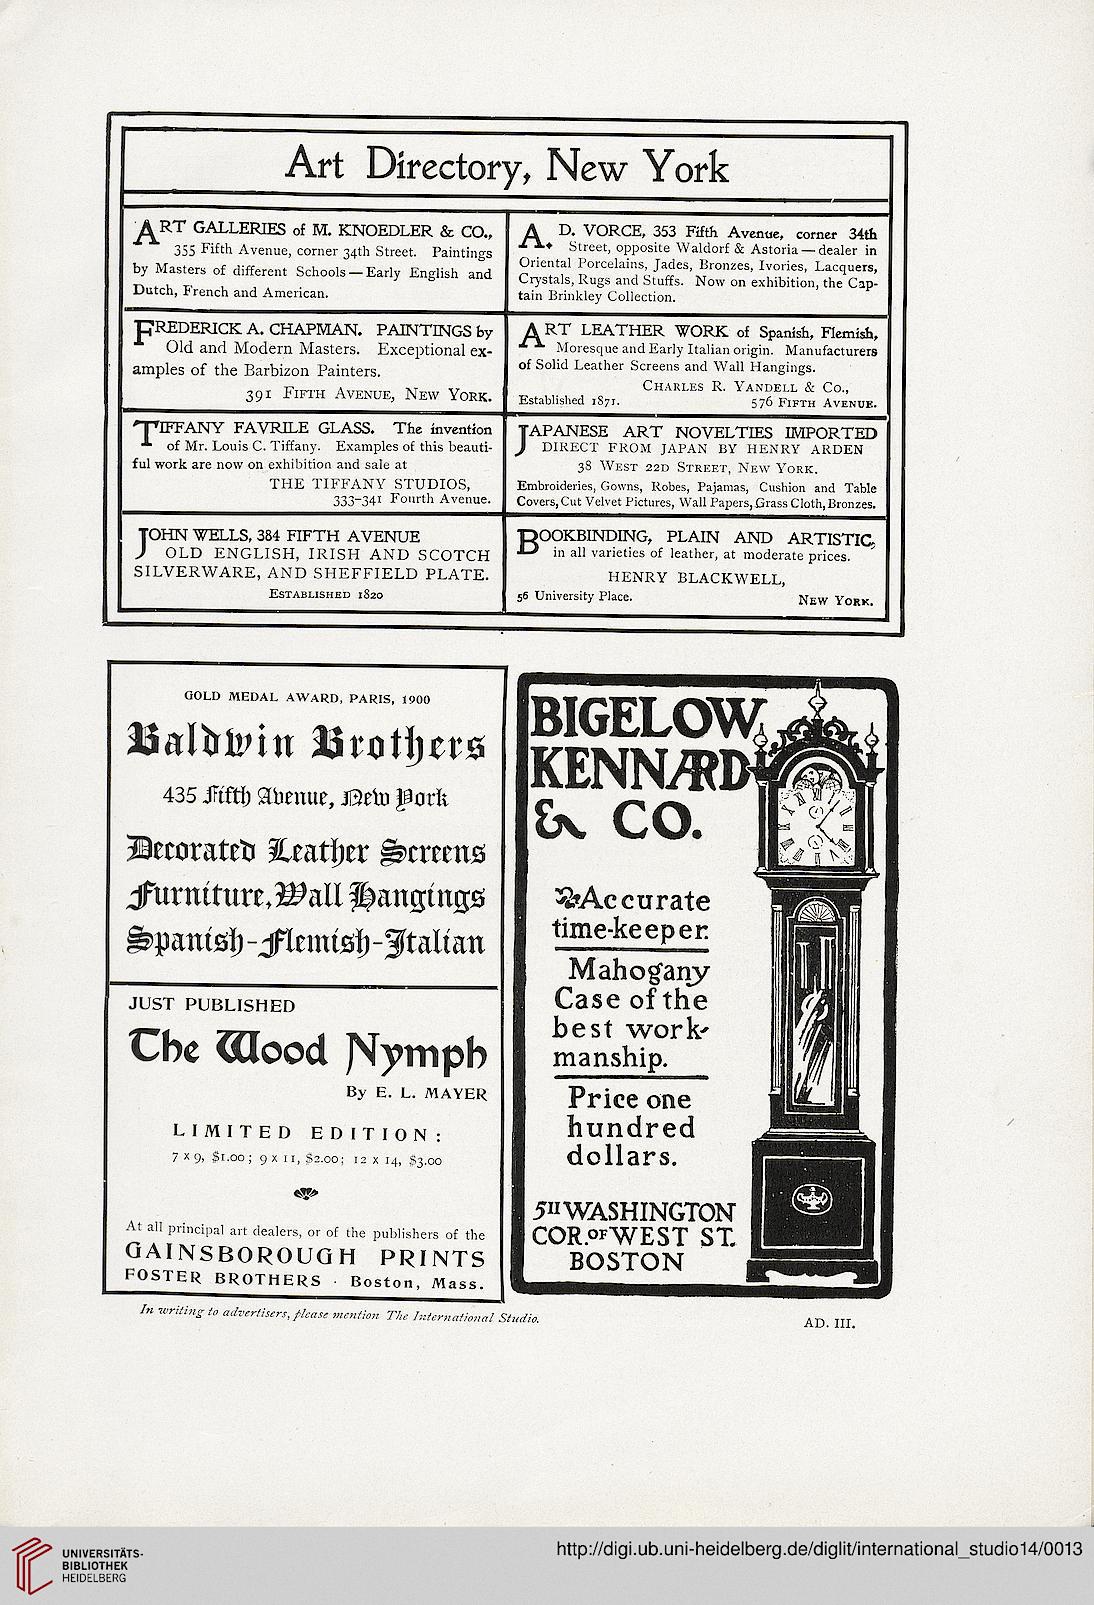 Art Directory, New York
ART GALLERIES of M. KNOEDLER & CO.,
355 Fifth Avenue, corner 34th Street. Paintings
by Masters of different Schools — Early English and
Dutch, French and American.
A. D. VORCE, 353 Fifth Avenue, corner 34th
Street, opposite Waldorf & Astoria — dealer in
Oriental Porcelains, Jades, Bronzes, Ivories, Lacquers,
Crystals, Rugs and Stuffs. Now on exhibition, the Cap-
tain Brinkley Collection.
FREDERICK A. CHAPMAN. PAINTINGS by
Old and Modern Masters. Exceptional ex-
amples of the Barbizon Painters.
391 FIFTH AVENUE, NEW YORK.
ART LEATHER WORK of Spanish, Flemish,
Moresque and Early Italian origin. Manufacturers
of Solid Leather Screens and Wall Hangings.
CHARLES R. YANDELL & CO.,
Established 1871. 576 FIFTH AVENUE.
TIFFANY FAVRILE GLASS. The invention
of Mr. Louis C. Tiffany. Examples of this beauti-
ful work are now on exhibition and sale at
THE TIFFANY STUDIOS,
333-341 Fourth Avenue.
JAPANESE ART NOVELTIES IMPORTED
DIRECT FROM JAPAN BY HENRY ARDEN
38 WEST 22D STREET, NEW YORK.
Embroideries, Gowns, Robes, Pajamas, Cushion and Table
Covers, Cut Velvet Pictures, Wall Papers, Grass Cloth, Bronzes.
JOHN WELLS, 384 FIFTH AVENUE
OLD ENGLISH, IRISH AND SCOTCH
SILVERWARE, AND SHEFFIELD PLATE.
ESTABLISHED 1820
BOOKBINDING, PLAIN AND ARTISTIC,
in all varieties of leather, at moderate prices.
HENRY BLACKWELL,
56 University Place. NEW YORK.
GOLD MEDAL AWARD, PARIS, 1900
Baldwin Brothers
435 Fifth Avenue, New York
Decorated Leather Screens
Furniture, Wall Hangings
Spanish-Flemish-Italian
JUST PUBLISHED
The Wood Nymph
By E. L. MAYER
LIMITED EDITION:
7 x 9, $1.00; 9 x 11, $2.00; 12 x 14, $3.00
At all principal art dealers, or of the publishers of the
GAINSBOROUGH PRINTS
FOSTER BROTHERS · Boston, Mass.
BIGELOW
KENNARD
& CO.
Accurate
time-keeper.
Mahogany
Case of the
best work-
manship.
Price one
hundred
dollars.
511 WASHINGTON
COR. OF WEST ST.
BOSTON
In writing to advertisers, please mention The International Studio.
AD. III.
UNIVERSITÄTS-
BIBLIOTHEK
HEIDELBERG
http://digi.ub.uni-heidelberg.de/diglit/international_studio14/0013